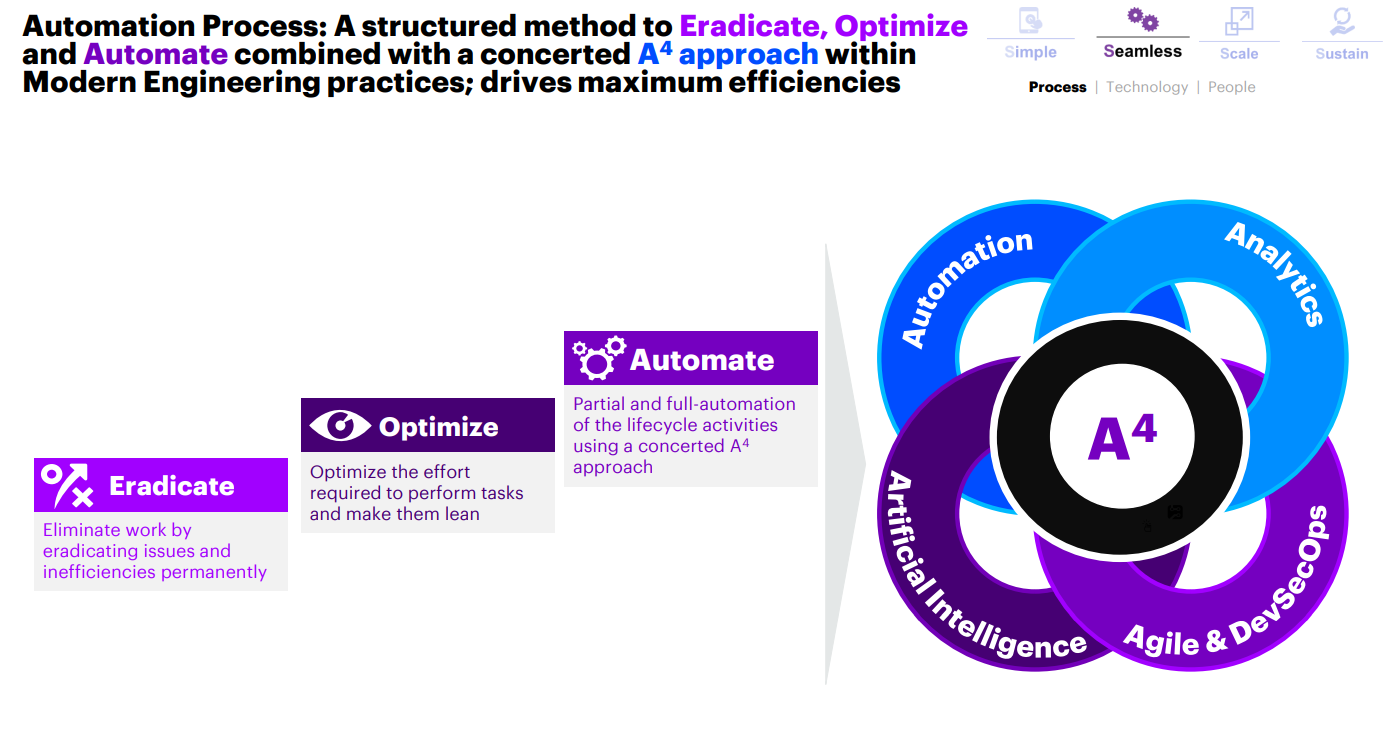 Automation Process: A structured method to Eradicate, Optimize
and Automate combined with a concerted A⁴ approach within
Modern Engineering practices; drives maximum efficiencies
Simple
Seamless
Scale
Sustain
Process | Technology | People
Eradicate
Eliminate work by
eradicating issues and
inefficiencies permanently
Optimize
Optimize the effort
required to perform tasks
and make them lean
Automate
Partial and full-automation
of the lifecycle activities
using a concerted A⁴
approach
Automation
Analytics
A⁴
Artificial Intelligence
Agile & DevSecOps